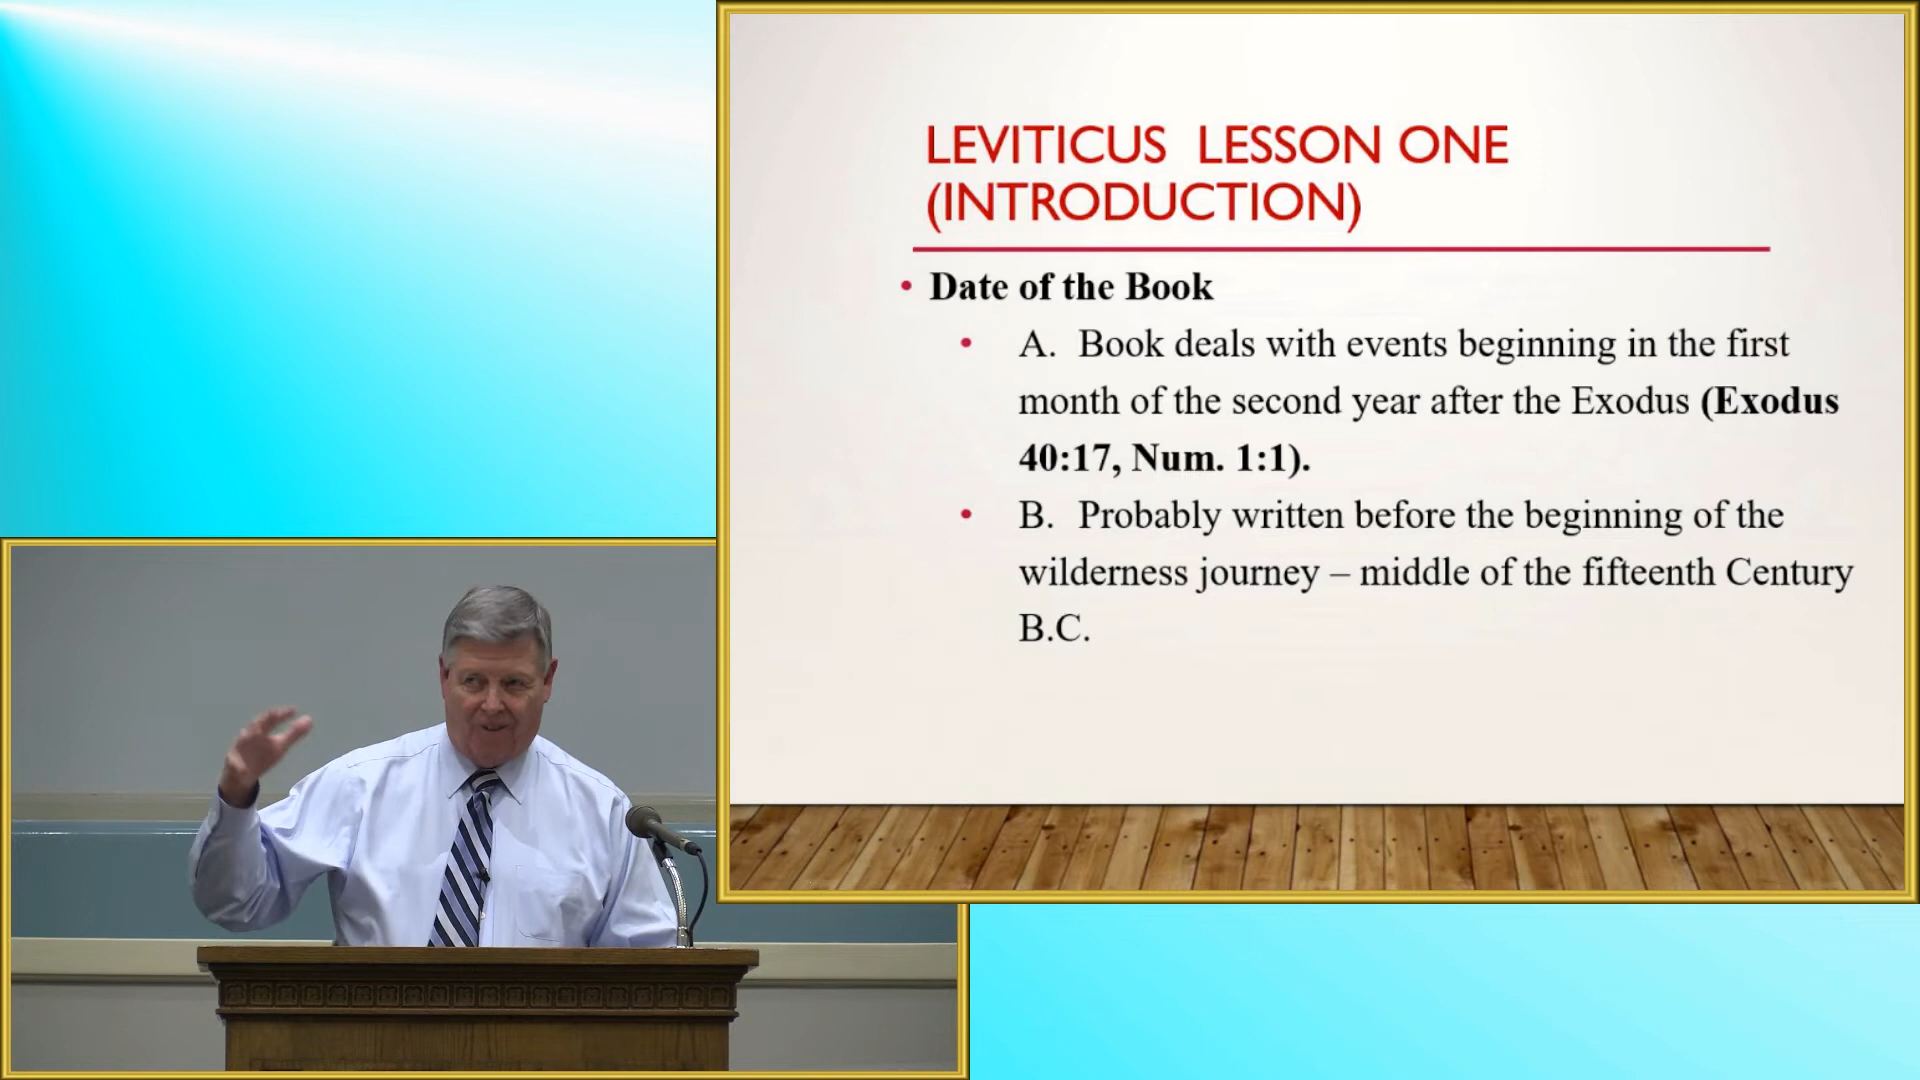 LEVITICUS LESSON ONE
(INTRODUCTION)
• Date of the Book
• A. Book deals with events beginning in the first
month of the second year after the Exodus (Exodus
40:17, Num. 1:1).
• B. Probably written before the beginning of the
wilderness journey – middle of the fifteenth Century
B.C.